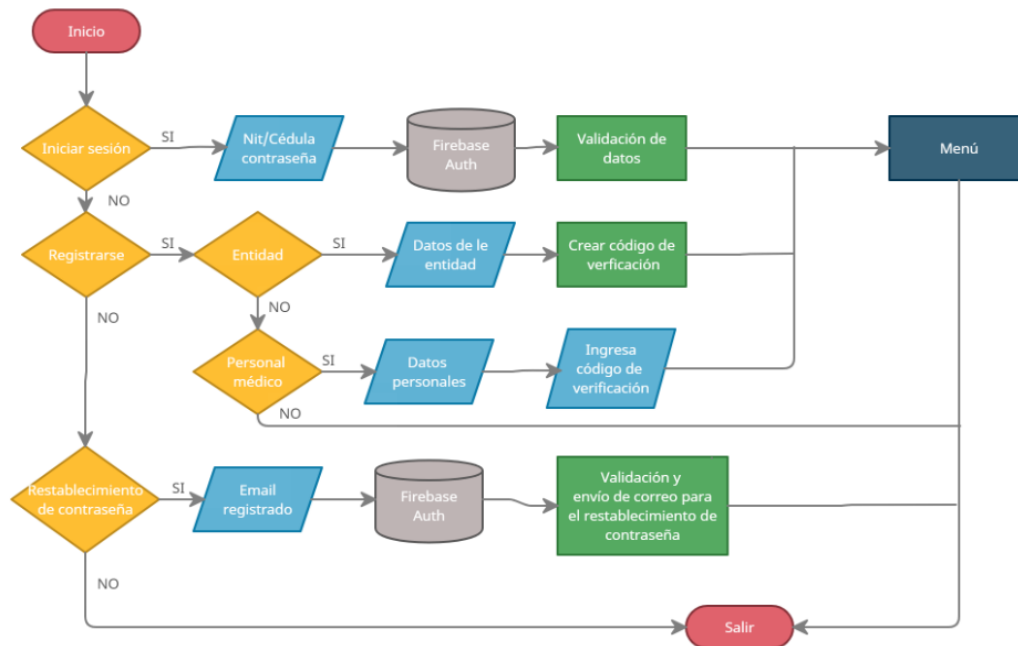 Inicio
Iniciar sesión
SI
Nit/Cédula
contraseña
Firebase
Auth
Validación de
datos
Menú
NO
Registrarse
SI
Entidad
SI
Datos de le
entidad
Crear código de
verficación
NO
NO
Personal
médico
SI
Datos
personales
Ingresa
código de
verificación
NO
Restablecimiento
de contraseña
SI
Email
registrado
Firebase
Auth
Validación y
envío de correo para
el restablecimiento de
contraseña
NO
Salir